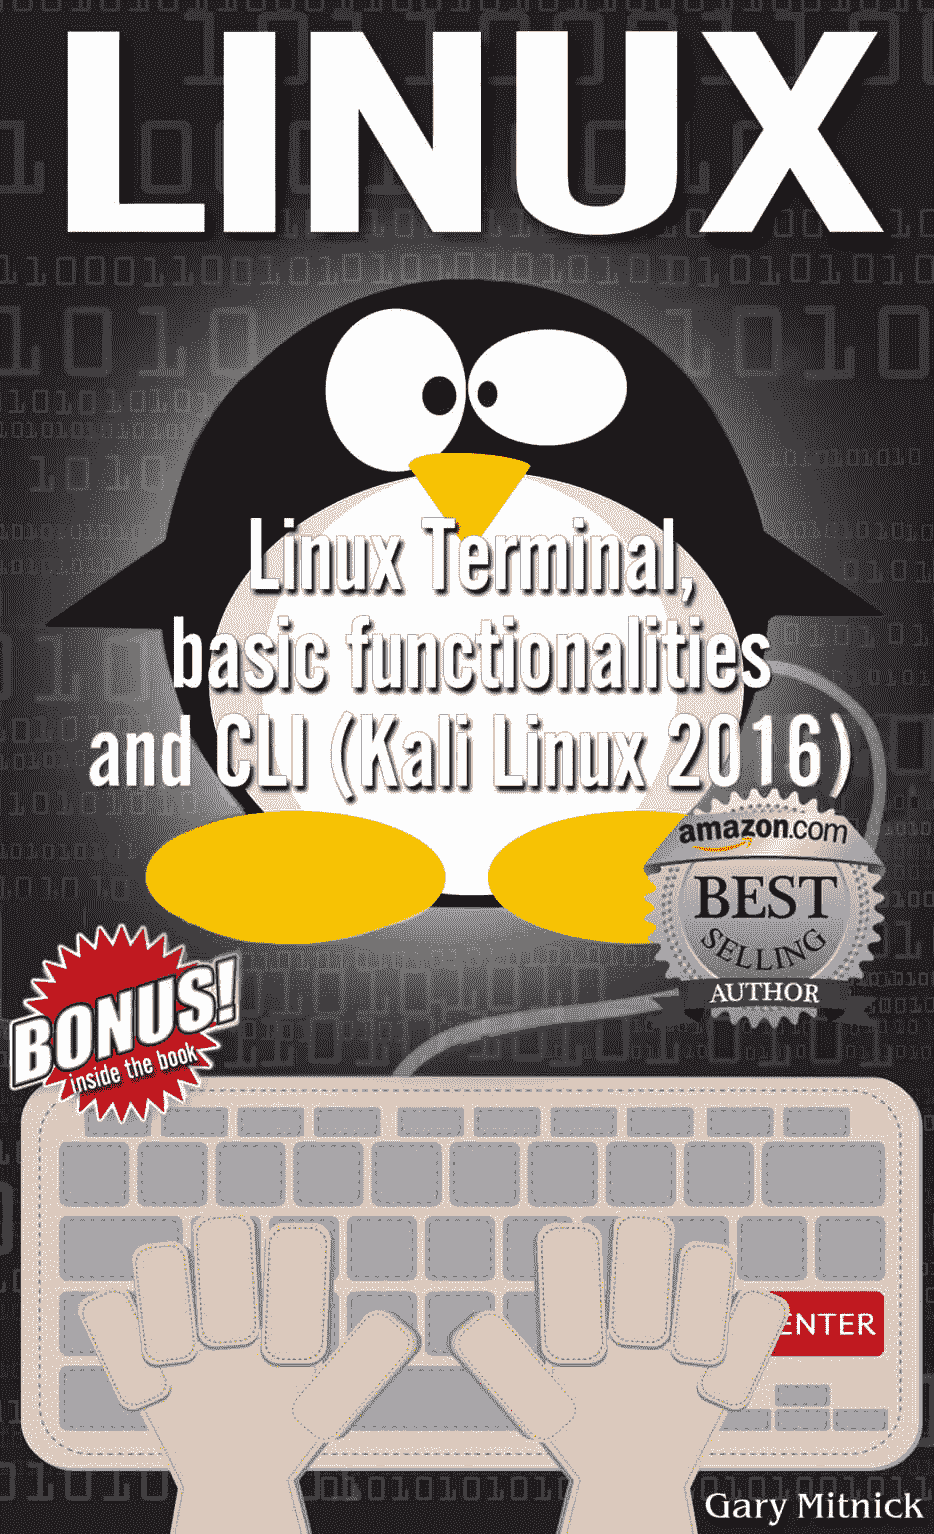 LINUX
Linux Terminal,
basic functionalities
and CLI (Kali Linux 2016)
amazon.com
BEST
SELLING
AUTHOR
BONUS!
inside the book
ENTER
Gary Mitnick